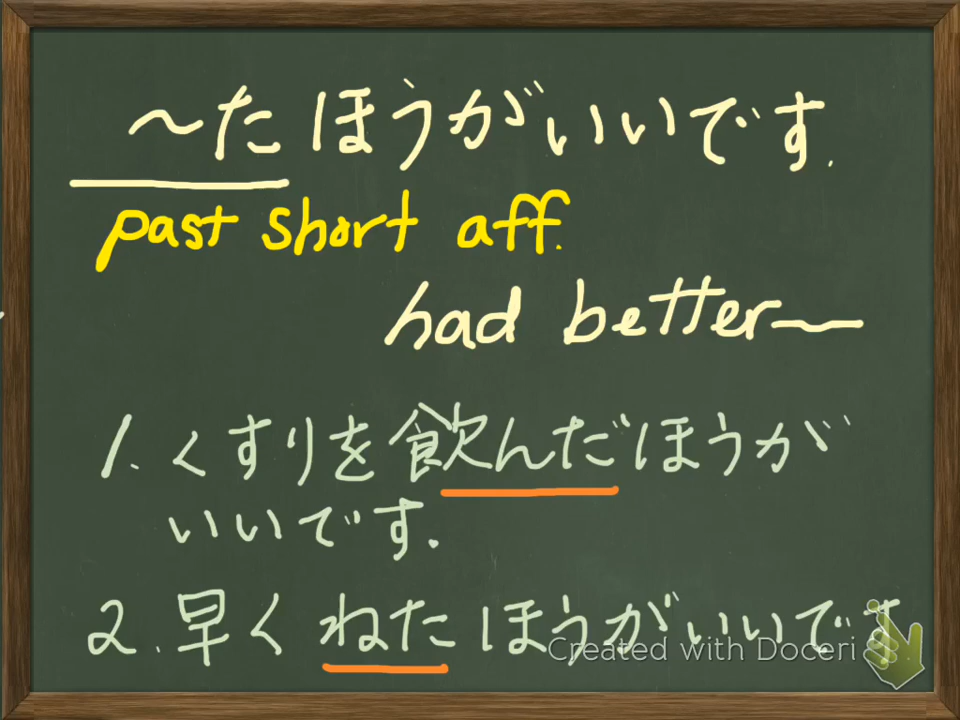 〜たほうがいいです.
past short aff.
had better〜
1.くすりを飲んだほうが
いいです.
2.早くねたほうがいいです.
Created with Doceri